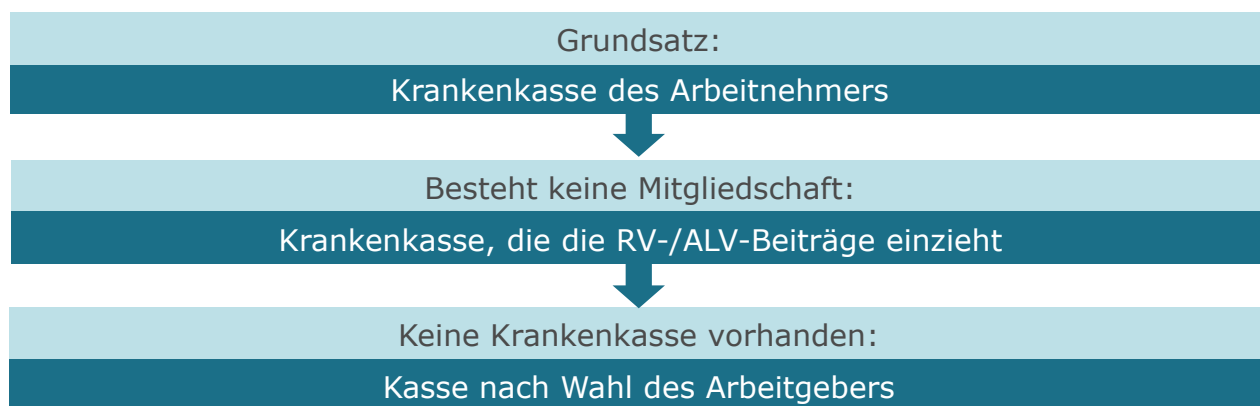 Grundsatz:
Krankenkasse des Arbeitnehmers
Besteht keine Mitgliedschaft:
Krankenkasse, die die RV-/ALV-Beiträge einzieht
Keine Krankenkasse vorhanden:
Kasse nach Wahl des Arbeitgebers